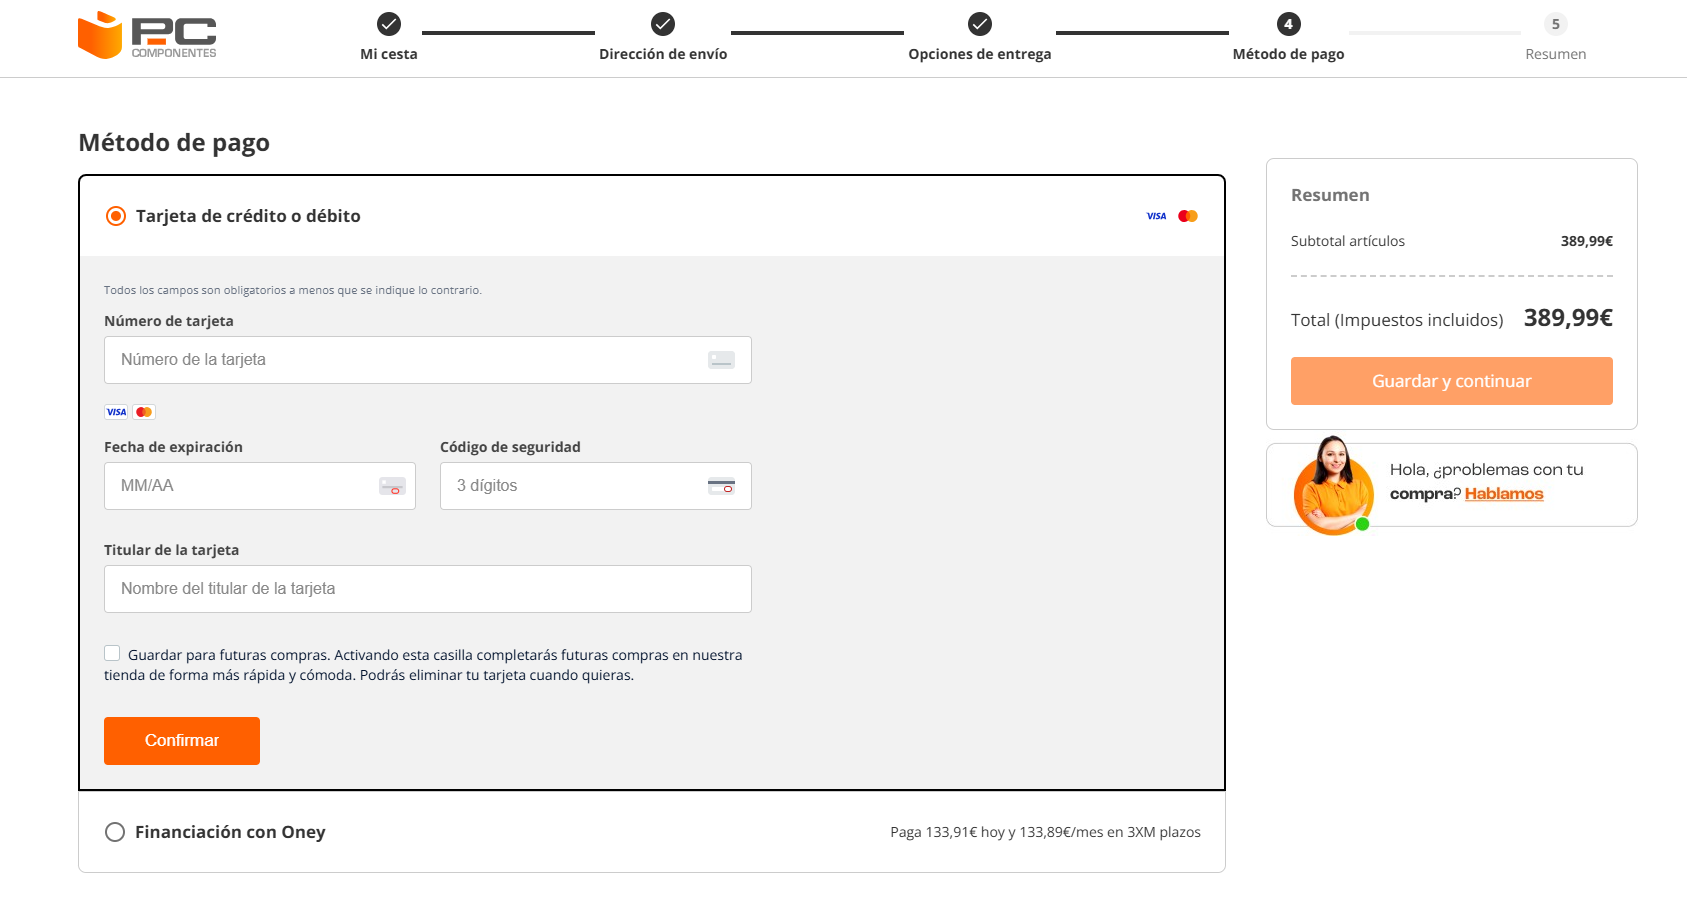 PC
COMPONENTES
Mi cesta
Dirección de envío
Opciones de entrega
4
Método de pago
5
Resumen
Método de pago
Tarjeta de crédito o débito
VISA
Todos los campos son obligatorios a menos que se indique lo contrario.
Número de tarjeta
Número de la tarjeta
VISA
Fecha de expiración
Código de seguridad
MM/AA
3 dígitos
Titular de la tarjeta
Nombre del titular de la tarjeta
Guardar para futuras compras. Activando esta casilla completarás futuras compras en nuestra
tienda de forma más rápida y cómoda. Podrás eliminar tu tarjeta cuando quieras.
Confirmar
Financiación con Oney
Paga 133,91€ hoy y 133,89€/mes en 3XM plazos
Resumen
Subtotal artículos 389,99€
Total (Impuestos incluidos) 389,99€
Guardar y continuar
Hola, ¿problemas con tu
compra? Hablamos